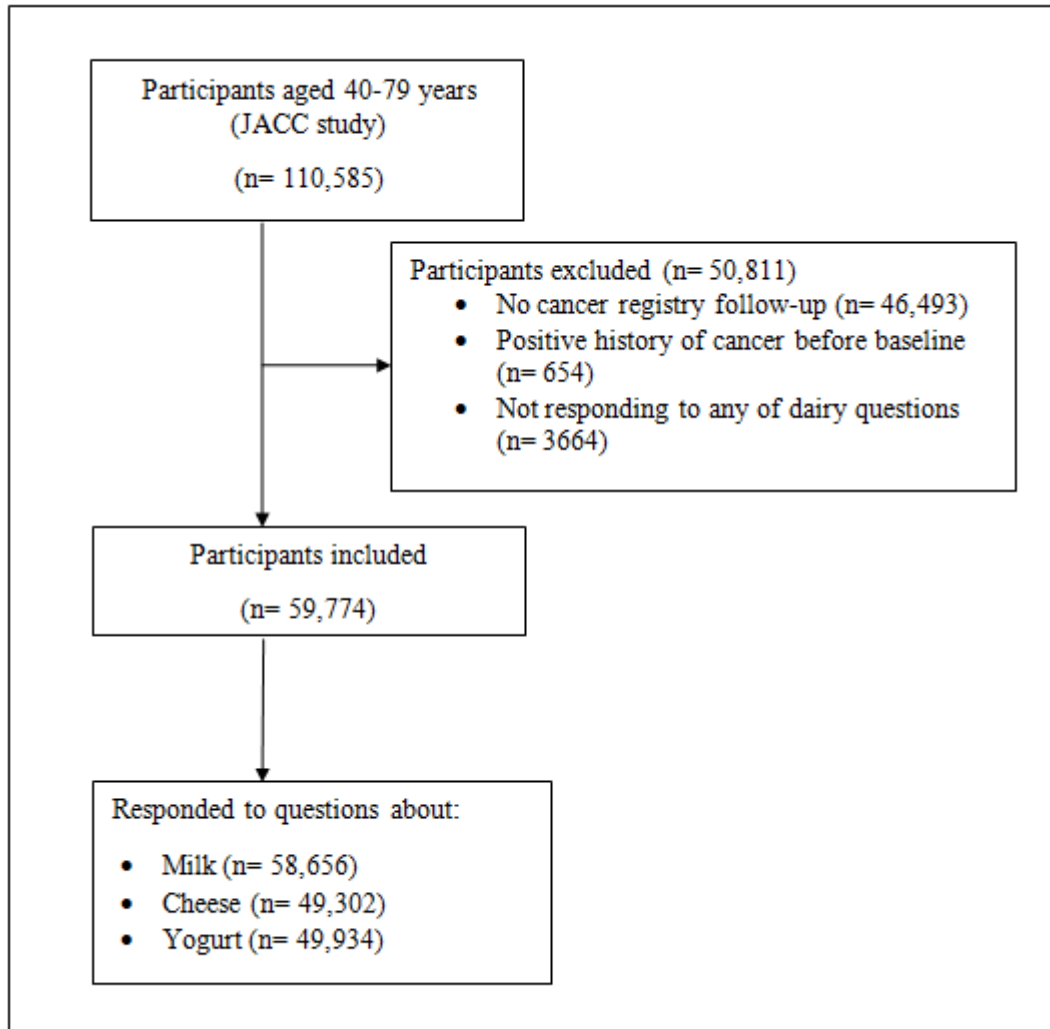 Participants aged 40-79 years
(JACC study)
(n= 110,585)
Participants excluded (n= 50,811)
• No cancer registry follow-up (n= 46,493)
• Positive history of cancer before baseline
(n= 654)
• Not responding to any of dairy questions
(n= 3664)
Participants included
(n= 59,774)
Responded to questions about:
• Milk (n= 58,656)
• Cheese (n= 49,302)
• Yogurt (n= 49,934)